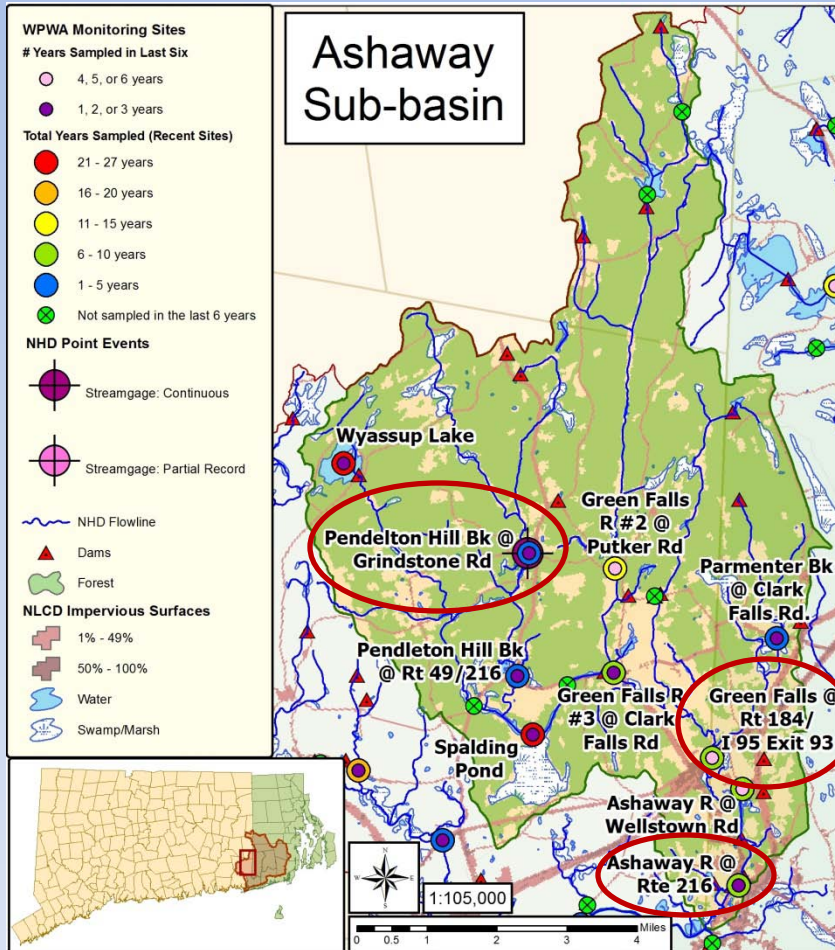 WPWA Monitoring Sites
# Years Sampled in Last Six
4, 5, or 6 years
1, 2, or 3 years
Total Years Sampled (Recent Sites)
21 - 27 years
16 - 20 years
11 - 15 years
6 - 10 years
1 - 5 years
Not sampled in the last 6 years
NHD Point Events
Streamgage: Continuous
Streamgage: Partial Record
NHD Flowline
Dams
Forest
NLCD Impervious Surfaces
1% - 49%
50% - 100%
Water
Swamp/Marsh
Ashaway
Sub-basin
Wyassup Lake
Pendelton Hill Bk @
Grindstone Rd
Green Falls
R #2 @
Putker Rd
Parmenter Bk
@ Clark
Falls Rd.
Pendleton Hill Bk
@ Rt 49/216
Green Falls R
#3 @ Clark
Falls Rd
Green Falls @
Rt 184/
I 95 Exit 93
Spalding
Pond
Ashaway R @
Wellstown Rd
Ashaway R @
Rte 216
N
W E
S
1:105,000
Miles
0 0.5 1 2 3 4